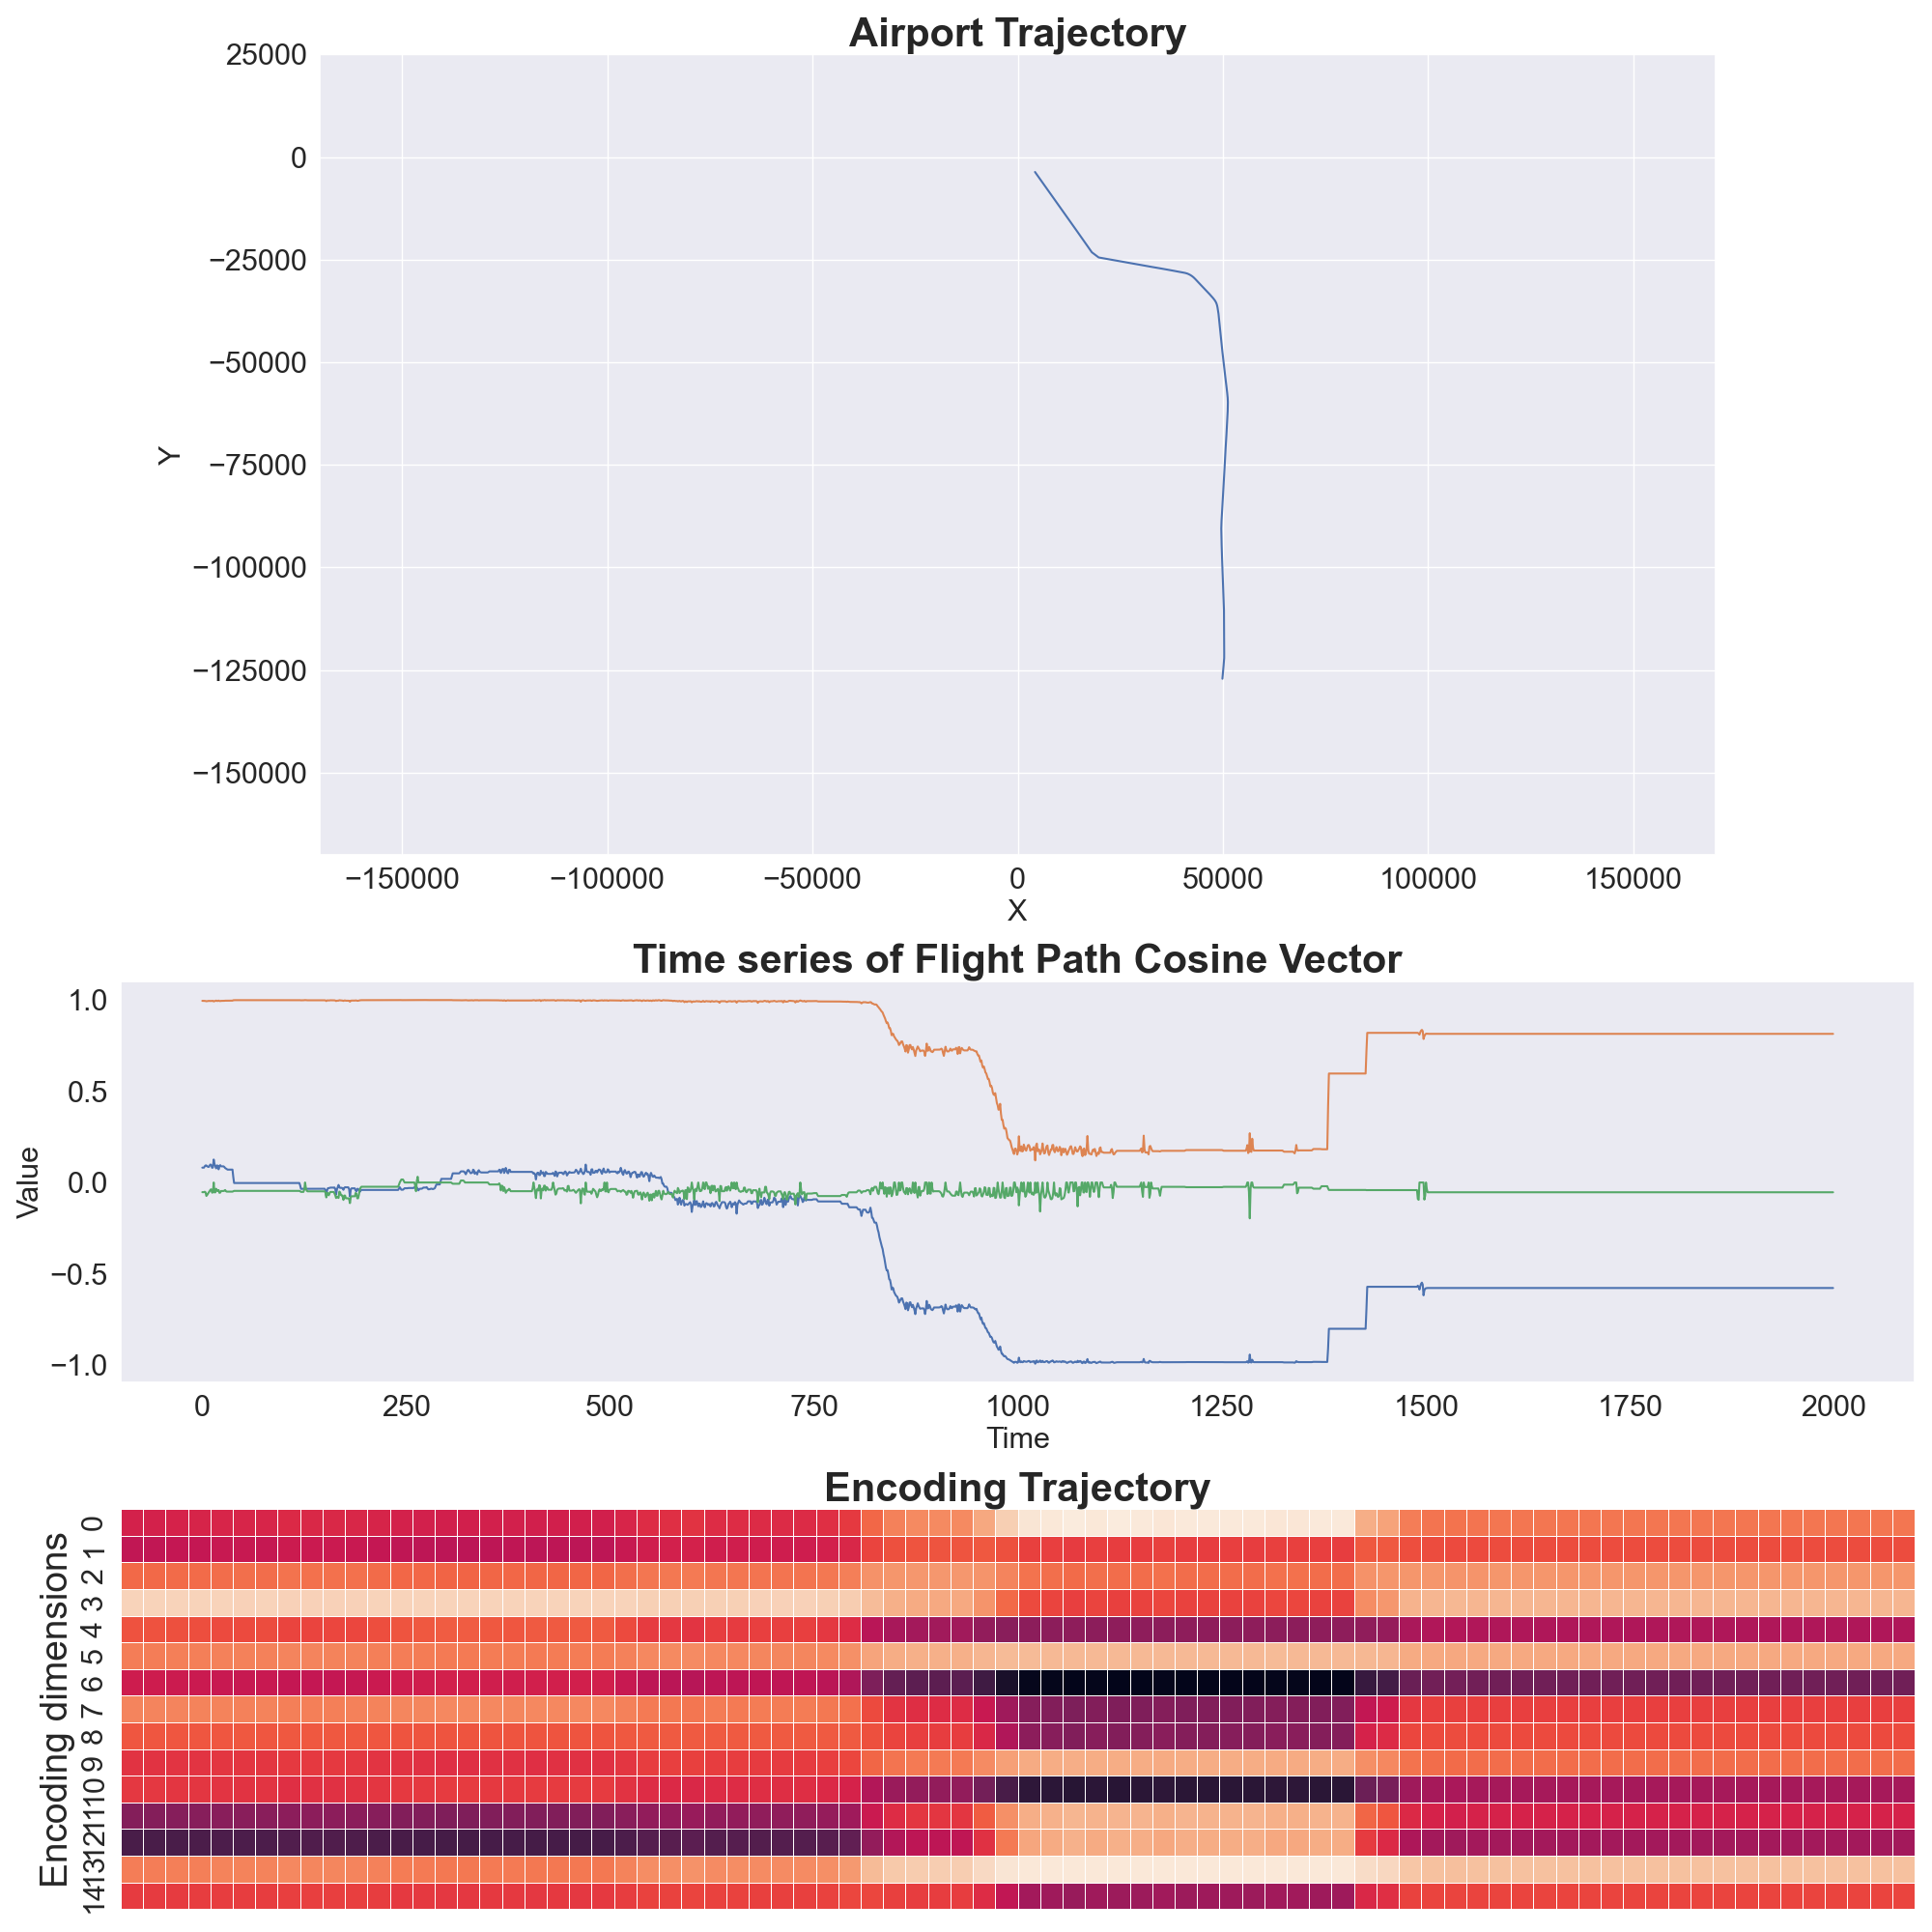 Airport Trajectory
25000
0
−25000
−50000
−75000
−100000
−125000
−150000
Y
−150000 −100000 −50000 0 50000 100000 150000
X
Time series of Flight Path Cosine Vector
1.0
0.5
0.0
−0.5
−1.0
Value
0 250 500 750 1000 1250 1500 1750 2000
Time
Encoding Trajectory
Encoding dimensions
0
1
2
3
4
5
6
7
8
9
10
11
12
13
14